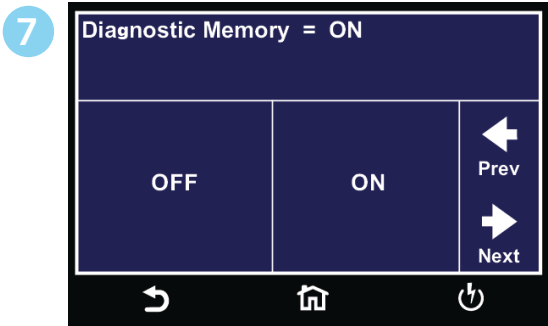 7
Diagnostic Memory = ON
OFF
ON
Prev
Next